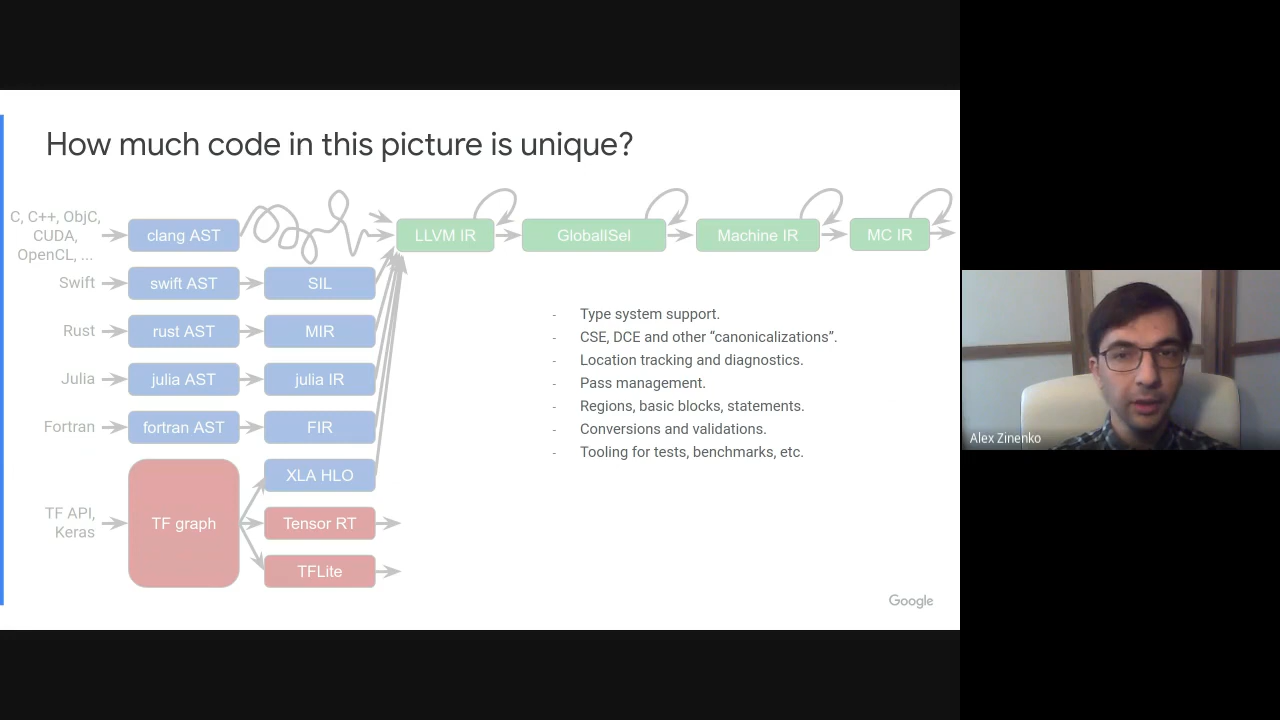 How much code in this picture is unique?
C, C++, ObjC,
CUDA,
OpenCL, ...
clang AST
LLVM IR
GlobalISel
Machine IR
MC IR
Swift
swift AST
SIL
Rust
rust AST
MIR
Julia
julia AST
julia IR
Fortran
fortran AST
FIR
TF API,
Keras
TF graph
XLA HLO
Tensor RT
TFLite
- Type system support.
- CSE, DCE and other “canonicalizations”.
- Location tracking and diagnostics.
- Pass management.
- Regions, basic blocks, statements.
- Conversions and validations.
- Tooling for tests, benchmarks, etc.
Google
Alex Zinenko